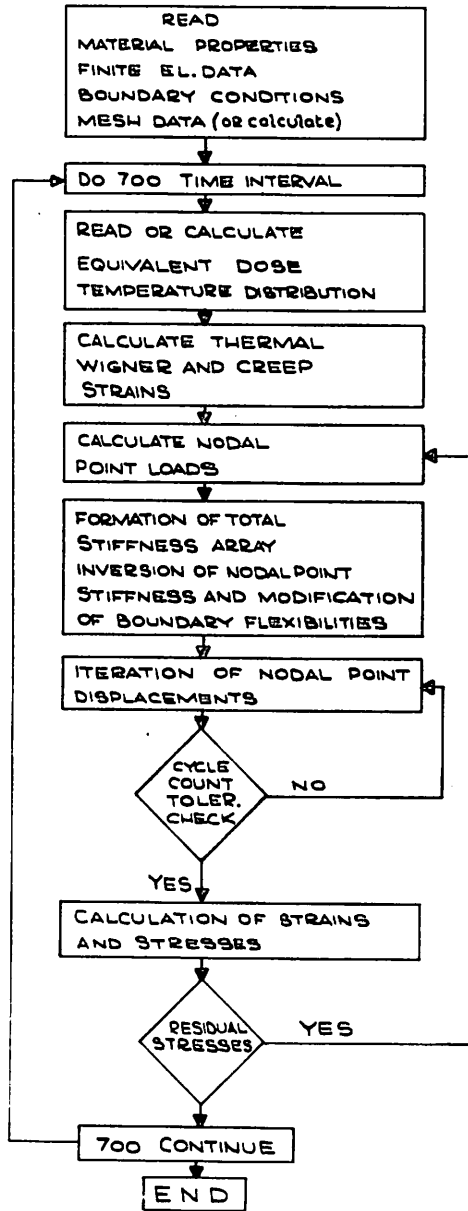 READ
MATERIAL PROPERTIES
FINITE EL. DATA
BOUNDARY CONDITIONS
MESH DATA (or calculate)
DO 700 TIME INTERVAL
READ OR CALCULATE
EQUIVALENT DOSE
TEMPERATURE DISTRIBUTION
CALCULATE THERMAL
WIGNER AND CREEP
STRAINS
CALCULATE NODAL
POINT LOADS
FORMATION OF TOTAL
STIFFNESS ARRAY
INVERSION OF NODAL POINT
STIFFNESS AND MODIFICATION
OF BOUNDARY FLEXIBILITIES
ITERATION OF NODAL POINT
DISPLACEMENTS
CYCLE
COUNT
TOLER.
CHECK
NO
YES
CALCULATION OF STRAINS
AND STRESSES
RESIDUAL
STRESSES
YES
700 CONTINUE
END